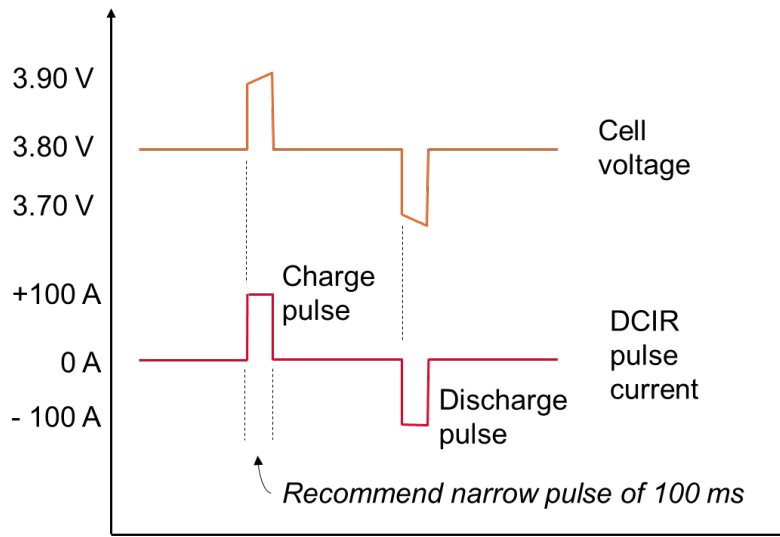 3.90 V
3.80 V
Cell
voltage
3.70 V
Charge
pulse
+100 A
DCIR
pulse
current
0 A
- 100 A
Discharge
pulse
Recommend narrow pulse of 100 ms